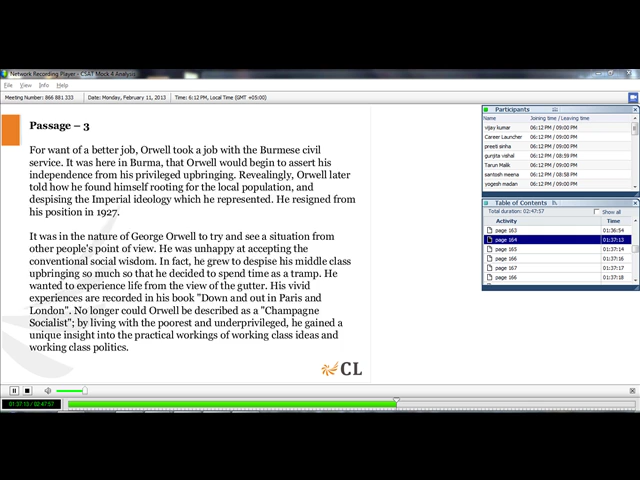 Network Recording Player - CSAT Mock 4 Analysis
File View Info Help
Meeting Number: 866 881 333 Date: Monday, February 11, 2013 Time: 6:12 PM, Local Time (GMT +05:00)
Passage – 3
For want of a better job, Orwell took a job with the Burmese civil
service. It was here in Burma, that Orwell would begin to assert his
independence from his privileged upbringing. Revealingly, Orwell later
told how he found himself rooting for the local population, and
despising the Imperial ideology which he represented. He resigned from
his position in 1927.
It was in the nature of George Orwell to try and see a situation from
other people's point of view. He was unhappy at accepting the
conventional social wisdom. In fact, he grew to despise his middle class
upbringing so much so that he decided to spend time as a tramp. He
wanted to experience life from the view of the gutter. His vivid
experiences are recorded in his book "Down and out in Paris and
London". No longer could Orwell be described as a "Champagne
Socialist"; by living with the poorest and underprivileged, he gained a
unique insight into the practical workings of working class ideas and
working class politics.
CL
Participants
Name Joining time / Leaving time
vijay kumar 06:12 PM / 09:00 PM
Career Launcher 06:12 PM / 09:00 PM
preeti sinha 06:12 PM / 09:00 PM
gunjita vishal 06:12 PM / 08:59 PM
Tarun Malik 06:12 PM / 09:00 PM
santosh meena 06:12 PM / 08:58 PM
yogesh madan 06:12 PM / 09:00 PM
Table of Contents
Total duration: 02:47:57 Show all
Activity Time
page 163 01:36:54
page 164 01:37:13
page 165 01:37:14
page 166 01:37:16
page 167 01:37:17
page 166 01:37:18
01:37:13 / 02:47:57